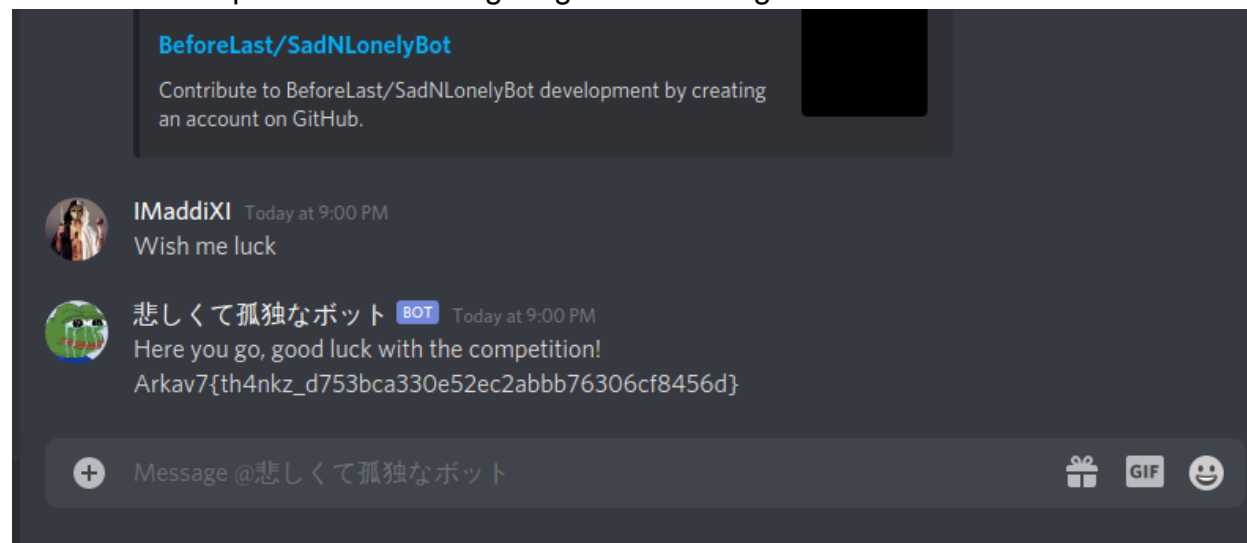 BeforeLast/SadNLonelyBot
Contribute to BeforeLast/SadNLonelyBot development by creating
an account on GitHub.
IMaddiXI Today at 9:00 PM
Wish me luck
悲しくて孤独なボット BOT Today at 9:00 PM
Here you go, good luck with the competition!
Arkav7{th4nkz_d753bca330e52ec2abbb76306cf8456d}
Message @悲しくて孤独なボット GIF